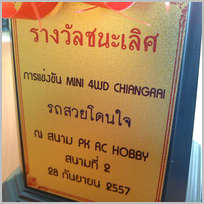 รางวัลชนะเลิศ
การแข่งขัน MINI 4WD CHIANGRAI
รถสวยโดนใจ
ณ สนาม PK RC HOBBY
สนามที่ 2
28 กันยายน 2557